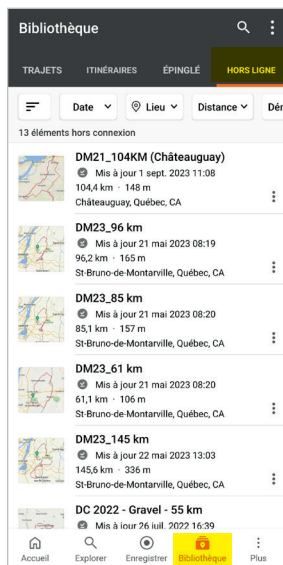 Bibliothèque
TRAJETS ITINÉRAIRES ÉPINGLÉ HORS LIGNE
Date Lieu Distance Dén
13 éléments hors connexion
DM21_104KM (Châteauguay)
Mis à jour 1 sept. 2023 11:08
104,4 km · 148 m
Châteauguay, Québec, CA
DM23_96 km
Mis à jour 21 mai 2023 08:19
96,2 km · 165 m
St-Bruno-de-Montarville, Québec, CA
DM23_85 km
Mis à jour 21 mai 2023 08:20
85,1 km · 157 m
St-Bruno-de-Montarville, Québec, CA
DM23_61 km
Mis à jour 21 mai 2023 08:20
61,1 km · 106 m
St-Bruno-de-Montarville, Québec, CA
DM23_145 km
Mis à jour 22 mai 2023 13:03
145,6 km · 336 m
St-Bruno-de-Montarville, Québec, CA
DC 2022 - Gravel - 55 km
Mis à jour 26 juil. 2022 16:39
Accueil Explorer Enregistrer Bibliothèque Plus